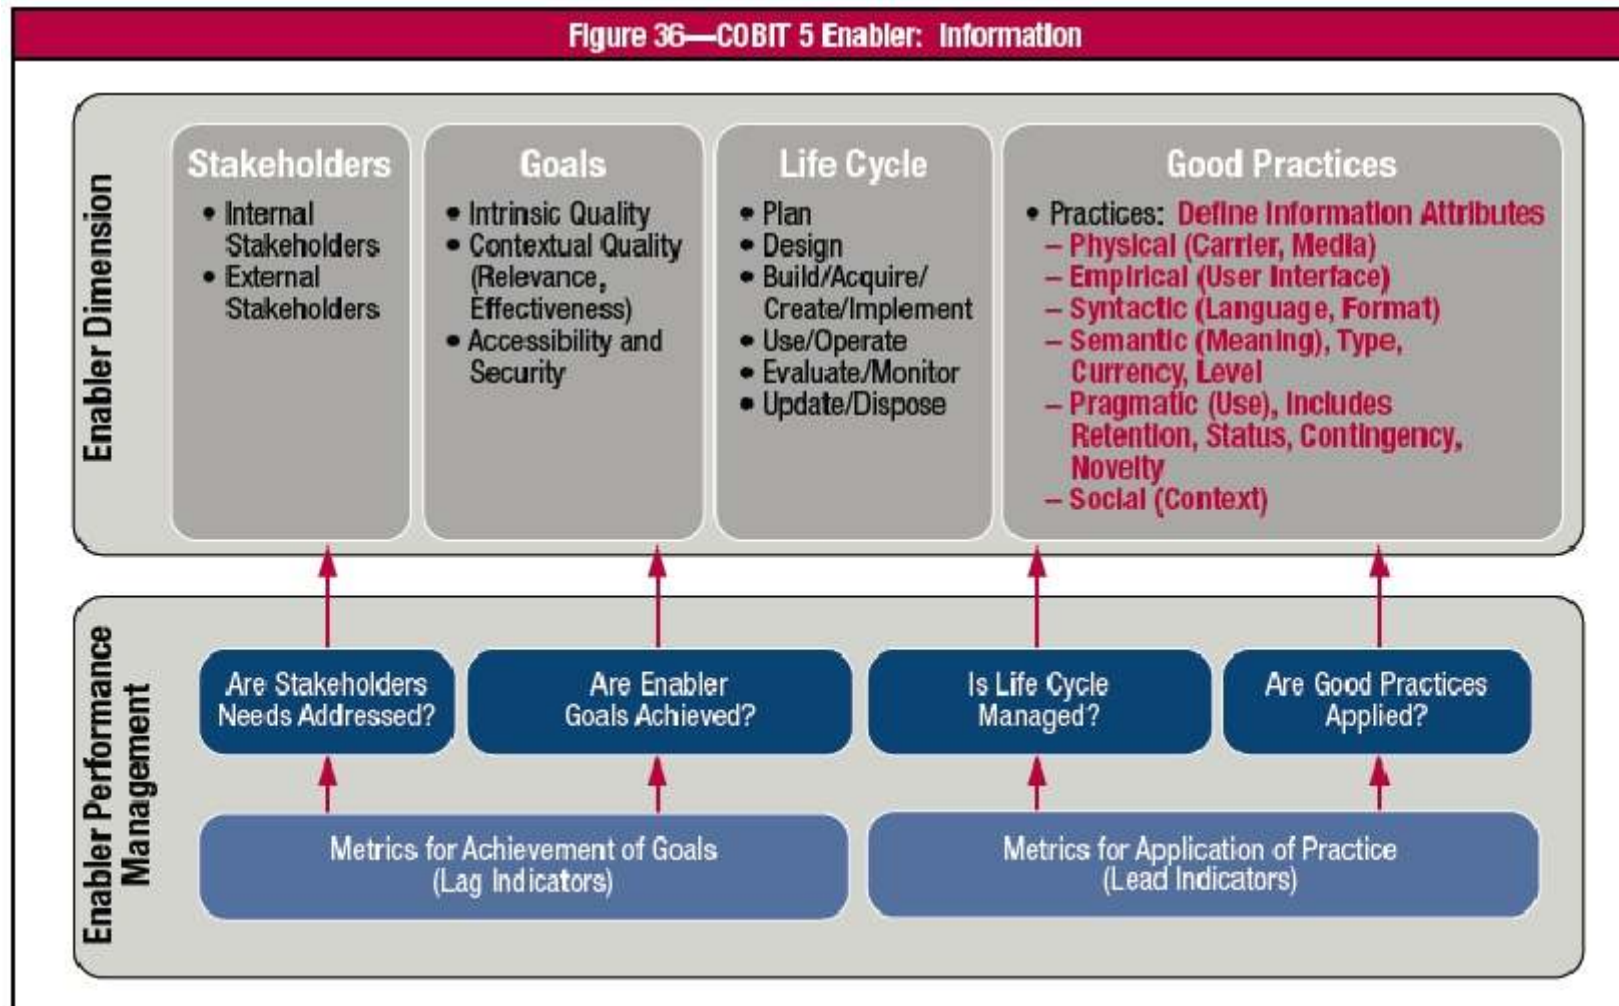 Figure 36—COBIT 5 Enabler: Information
Enabler Dimension
Stakeholders
• Internal
Stakeholders
• External
Stakeholders
Goals
• Intrinsic Quality
• Contextual Quality
(Relevance,
Effectiveness)
• Accessibility and
Security
Life Cycle
• Plan
• Design
• Build/Acquire/
Create/Implement
• Use/Operate
• Evaluate/Monitor
• Update/Dispose
Good Practices
• Practices: Define Information Attributes
– Physical (Carrier, Media)
– Empirical (User Interface)
– Syntactic (Language, Format)
– Semantic (Meaning), Type,
Currency, Level
– Pragmatic (Use), Includes
Retention, Status, Contingency,
Novelty
– Social (Context)
Enabler Performance
Management
Are Stakeholders
Needs Addressed?
Are Enabler
Goals Achieved?
Is Life Cycle
Managed?
Are Good Practices
Applied?
Metrics for Achievement of Goals
(Lag Indicators)
Metrics for Application of Practice
(Lead Indicators)